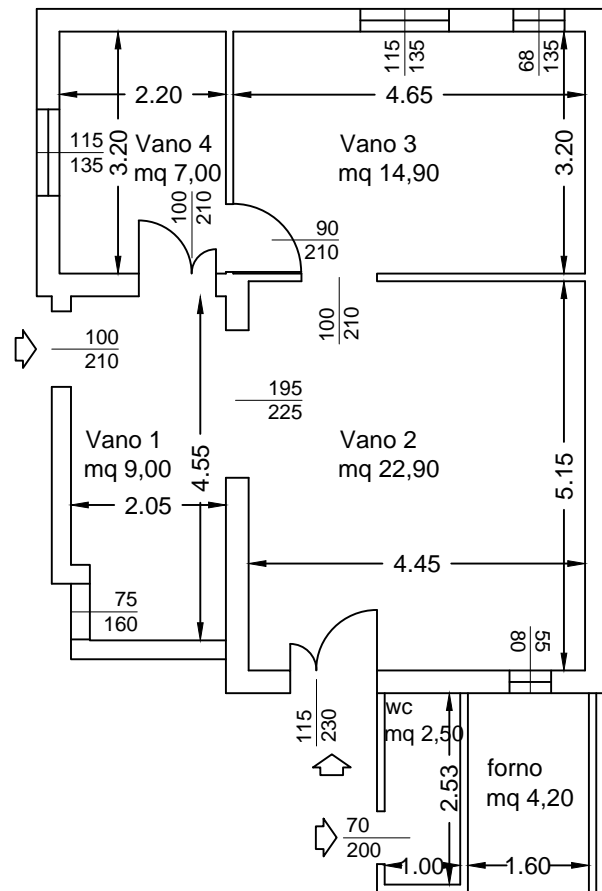 115
135
68
135
2.20
4.65
115
135
3.20
Vano 4
mq 7,00
Vano 3
mq 14,90
3.20
100
210
90
210
100
210
100
210
195
225
Vano 1
mq 9,00
4.55
Vano 2
mq 22,90
5.15
2.05
4.45
75
160
55
80
115
230
wc
mq 2,50
2.53
forno
mq 4,20
70
200
1.00
1.60